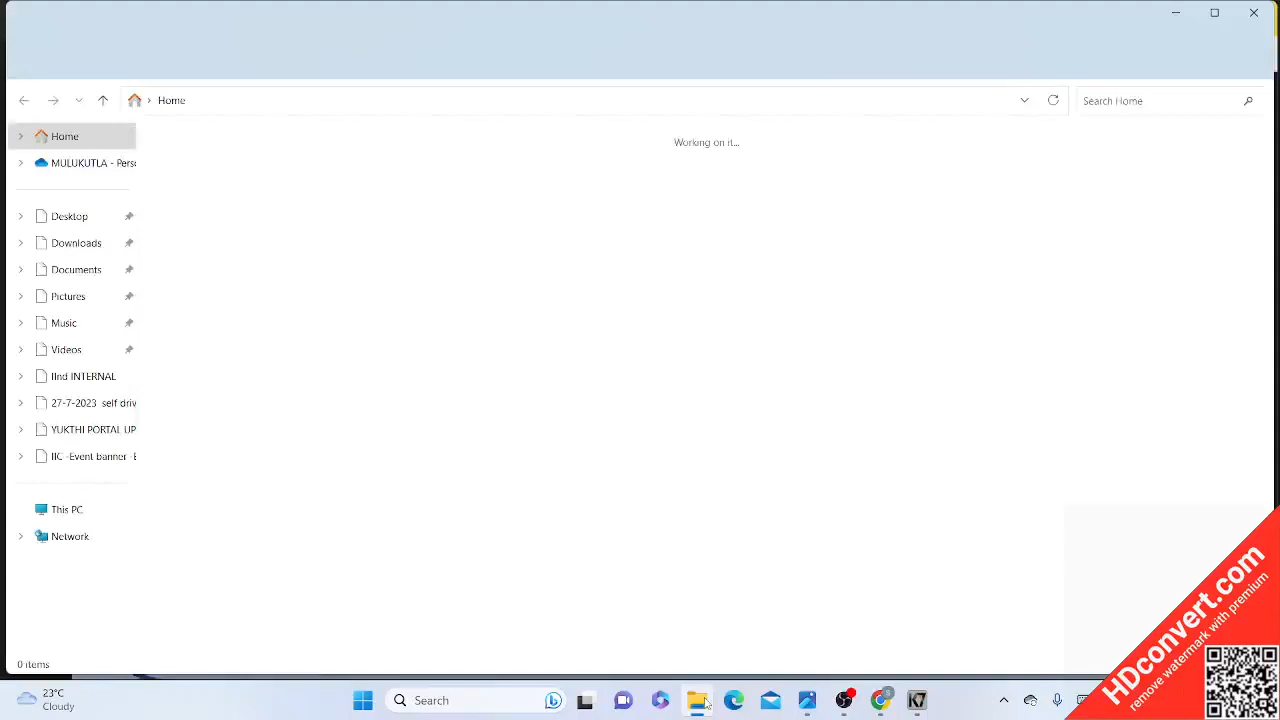 Home
Search Home
Home
Working on it...
MULUKUTLA - Perso
Desktop
Downloads
Documents
Pictures
Music
Videos
IInd INTERNAL
27-7-2023 self driv
YUKTHI PORTAL UP
IIC -Event banner -E
This PC
Network
0 items
23°C
Cloudy
Search
HDconvert.com
remove watermark with premium